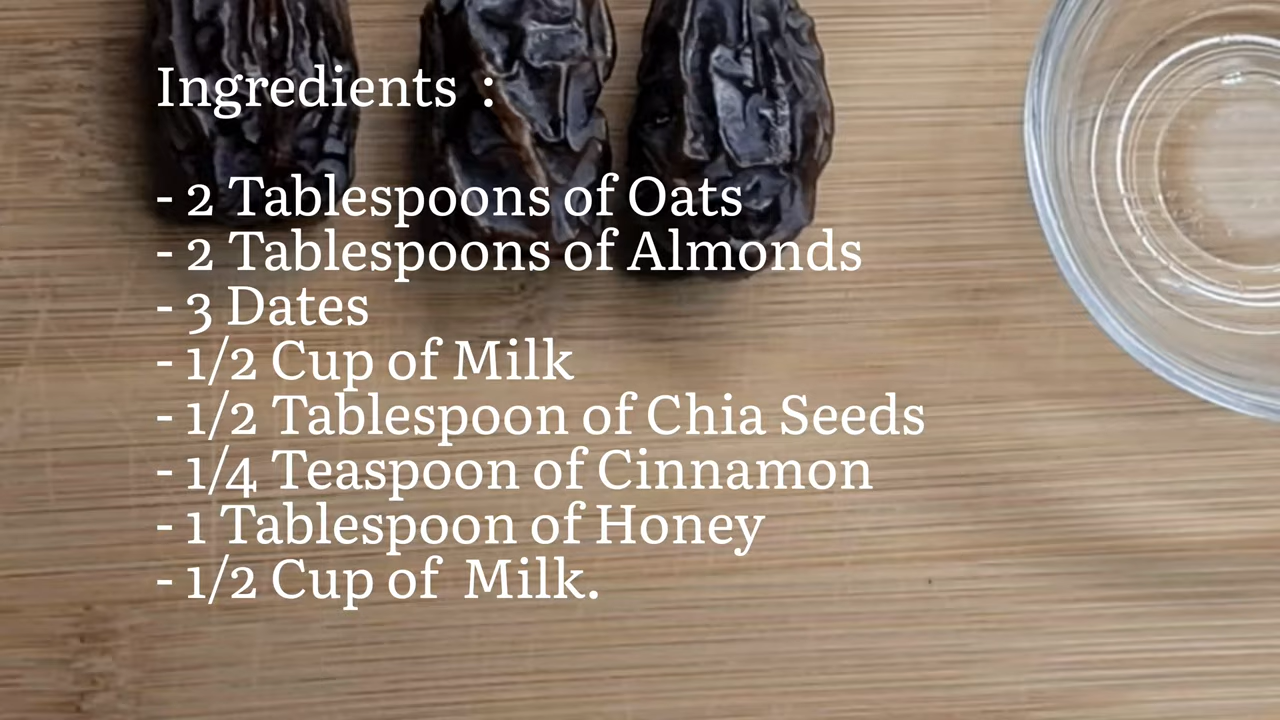 Ingredients :
- 2 Tablespoons of Oats
- 2 Tablespoons of Almonds
- 3 Dates
- 1/2 Cup of Milk
- 1/2 Tablespoon of Chia Seeds
- 1/4 Teaspoon of Cinnamon
- 1 Tablespoon of Honey
- 1/2 Cup of Milk.